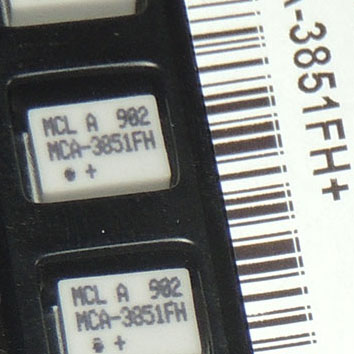 MCL A 902
MCA-3851FH
+
MCL A 902
MCA-3851FH
+
A-3851FH+